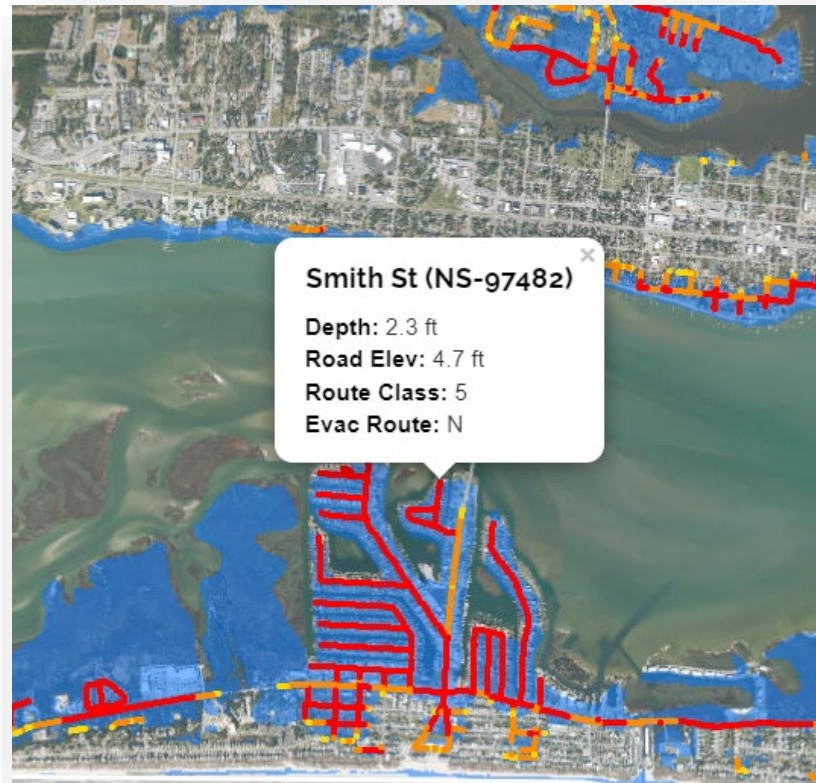 ×
Smith St (NS-97482)
Depth: 2.3 ft
Road Elev: 4.7 ft
Route Class: 5
Evac Route: N